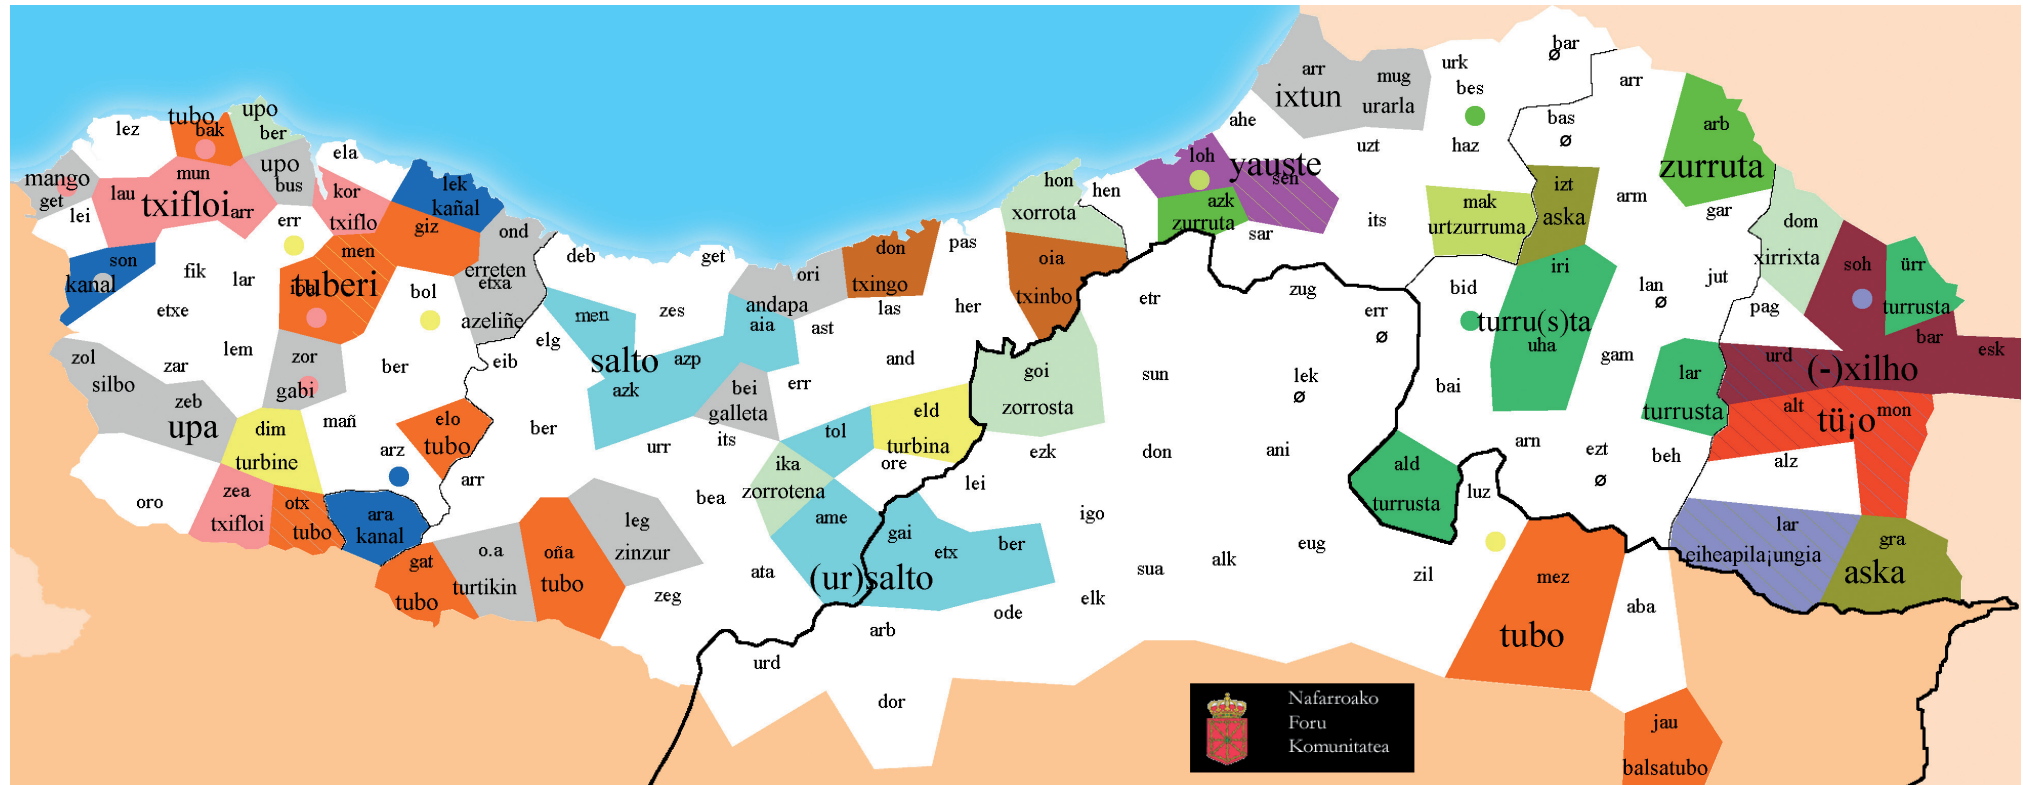 bar
ø
urk
arr
mug
ixtun
urarla
bes
arr
upo
tubo
lez
bak
ber
ahe
bas
ø
arb
uzt
haz
ela
loh
yauste
sen
zurruta
upo
bus
mun
mango
get
lau
txifloi
arr
kor
txiflo
lek
kañal
hon
hen
xorrota
azk
zurruta
mak
urtzurruma
izt
aska
arm
gar
lei
err
giz
ond
sar
its
dom
xirrixta
son
kanal
men
tuberi
deb
get
don
txingo
pas
oia
txinbo
fik
lar
etxe
bol
erreten
etxa
azeliñe
ori
andapa
aia
las
her
etr
zug
err
ø
bid
turru(s)ta
iri
uha
lan
ø
jut
pag
soh
ürr
turrusta
bar
esk
men
zes
ast
lem
zor
gabi
zol
silbo
zar
ber
eib
elg
salto
azp
azk
bei
galleta
err
and
goi
zorrosta
sun
lek
ø
bai
gam
lar
turrusta
urd
(-)xilho
zeb
upa
dim
turbine
mañ
elo
tubo
ber
its
tol
eld
turbina
alt
tü¡o
mon
arz
urr
ika
zorrotena
ore
ezk
don
ani
ald
turrusta
arn
ezt
ø
beh
alz
oro
zea
txifloi
otx
tubo
ara
kanal
arr
bea
lei
luz
leg
zinzur
ame
gai
etx
ber
igo
lar
eiheapila¡ungia
gra
aska
gat
tubo
o.a
turtikin
oña
tubo
ata
(ur)salto
sua
alk
eug
zil
mez
tubo
zeg
ode
elk
aba
arb
urd
dor
Nafarroako
Foru
Komunitatea
jau
balsatubo